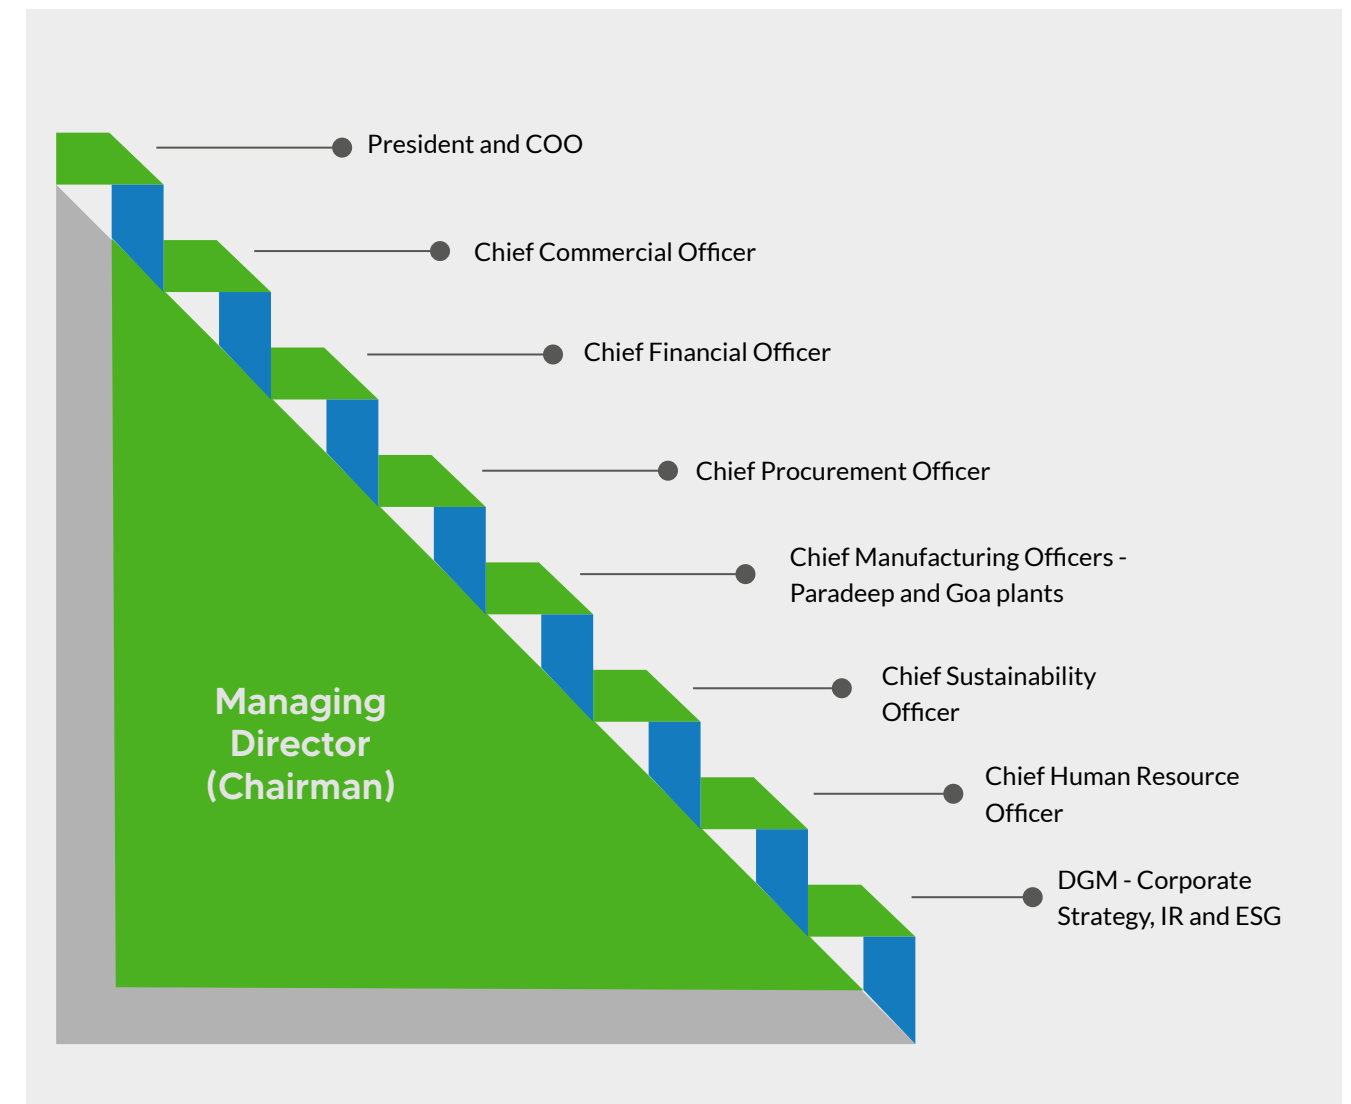 President and COO
Chief Commercial Officer
Chief Financial Officer
Chief Procurement Officer
Chief Manufacturing Officers -
Paradeep and Goa plants
Chief Sustainability
Officer
Managing
Director
(Chairman)
Chief Human Resource
Officer
DGM - Corporate
Strategy, IR and ESG